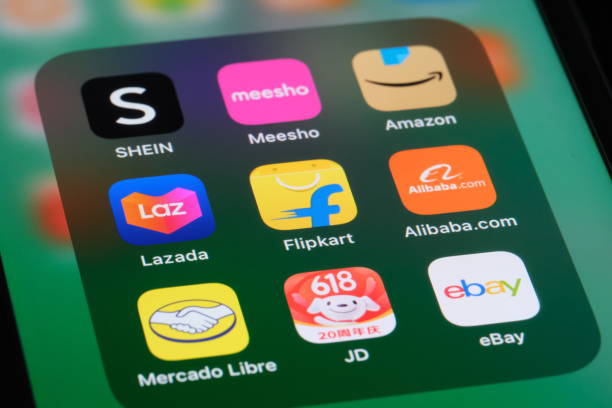 S
meesho
SHEIN
Meesho
Amazon
Laz
f
Alibaba.com
Lazada
Flipkart
Alibaba.com
618
20周年庆
ebay
Mercado Libre
JD
eBay